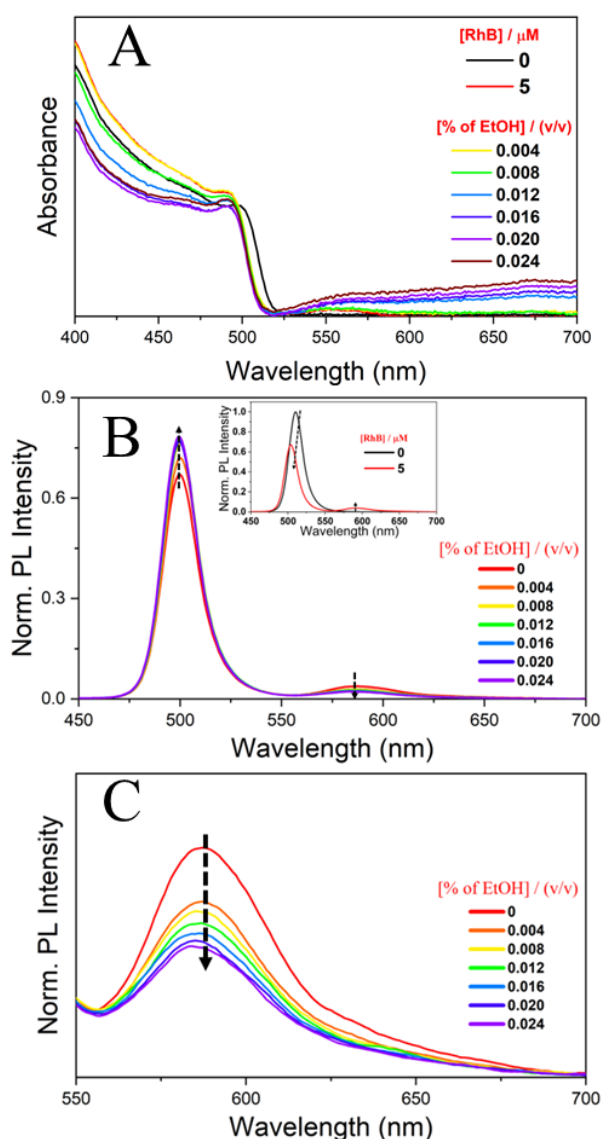 A
[RhB] / μM
0
5
[% of EtOH] / (v/v)
0.004
0.008
0.012
0.016
0.020
0.024
Absorbance
400 450 500 550 600 650 700
Wavelength (nm)
B
0.9
0.6
0.3
0.0
Norm. PL Intensity
1.0
0.8
0.6
0.4
0.2
0.0
Norm. PL Intensity
[RhB] / μM
0
5
450 500 550 600 650 700
Wavelength (nm)
[% of EtOH] / (v/v)
0
0.004
0.008
0.012
0.016
0.020
0.024
450 500 550 600 650 700
Wavelength (nm)
C
Norm. PL Intensity
[% of EtOH] / (v/v)
0
0.004
0.008
0.012
0.016
0.020
0.024
550 600 650 700
Wavelength (nm)